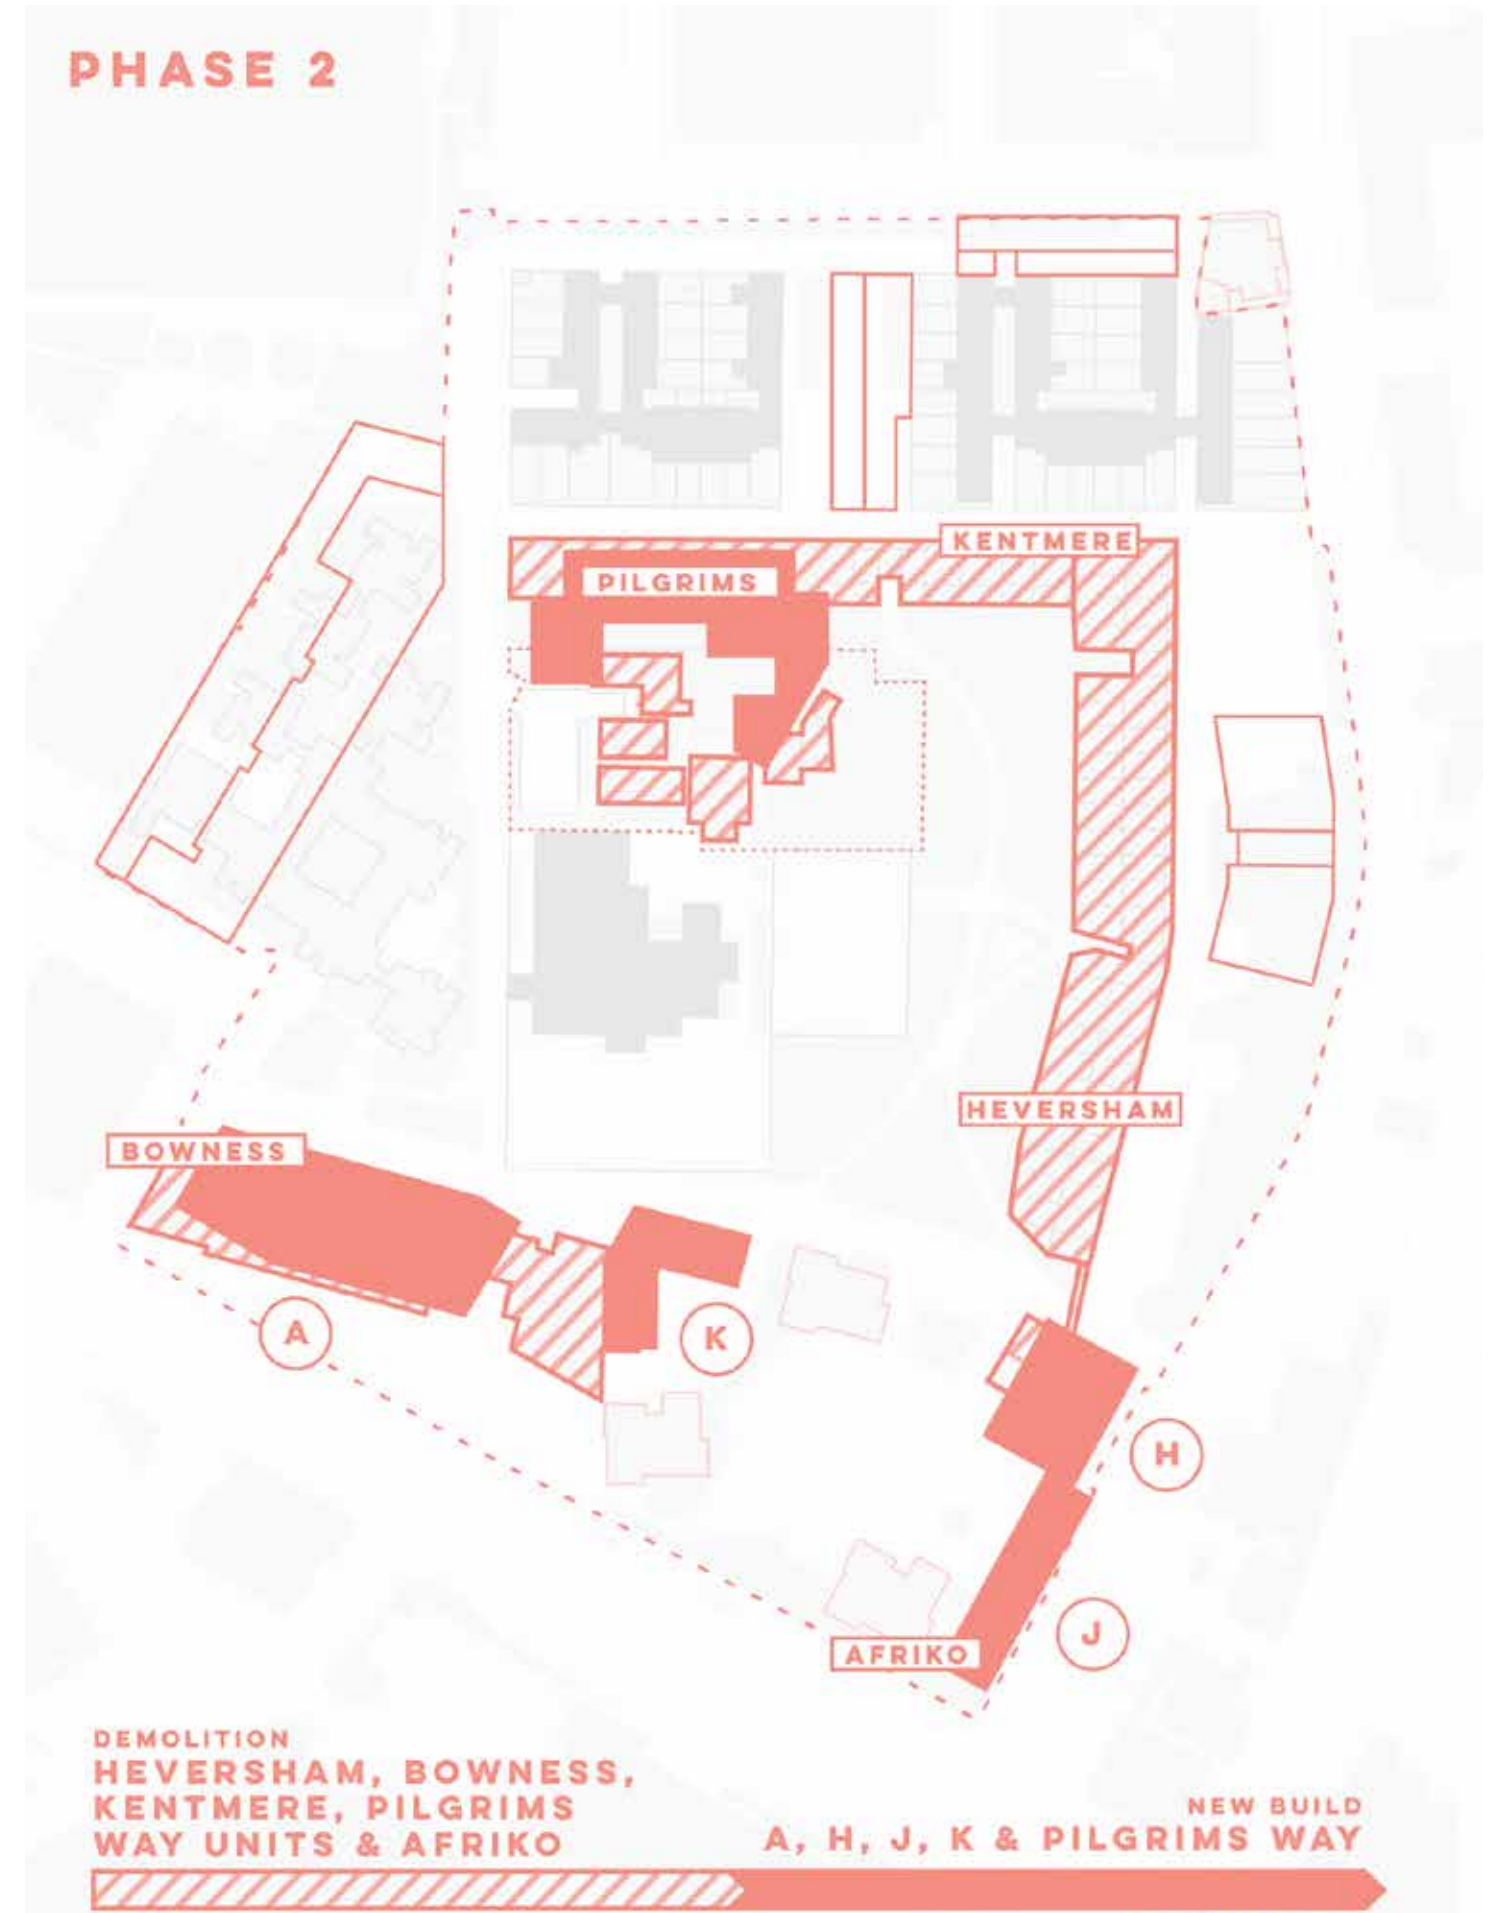 PHASE 2
KENTMERE
PILGRIMS
HEVERSHAM
BOWNESS
A
K
H
J
AFRIKO
DEMOLITION
HEVERSHAM, BOWNESS,
KENTMERE, PILGRIMS
WAY UNITS & AFRIKO
NEW BUILD
A, H, J, K & PILGRIMS WAY